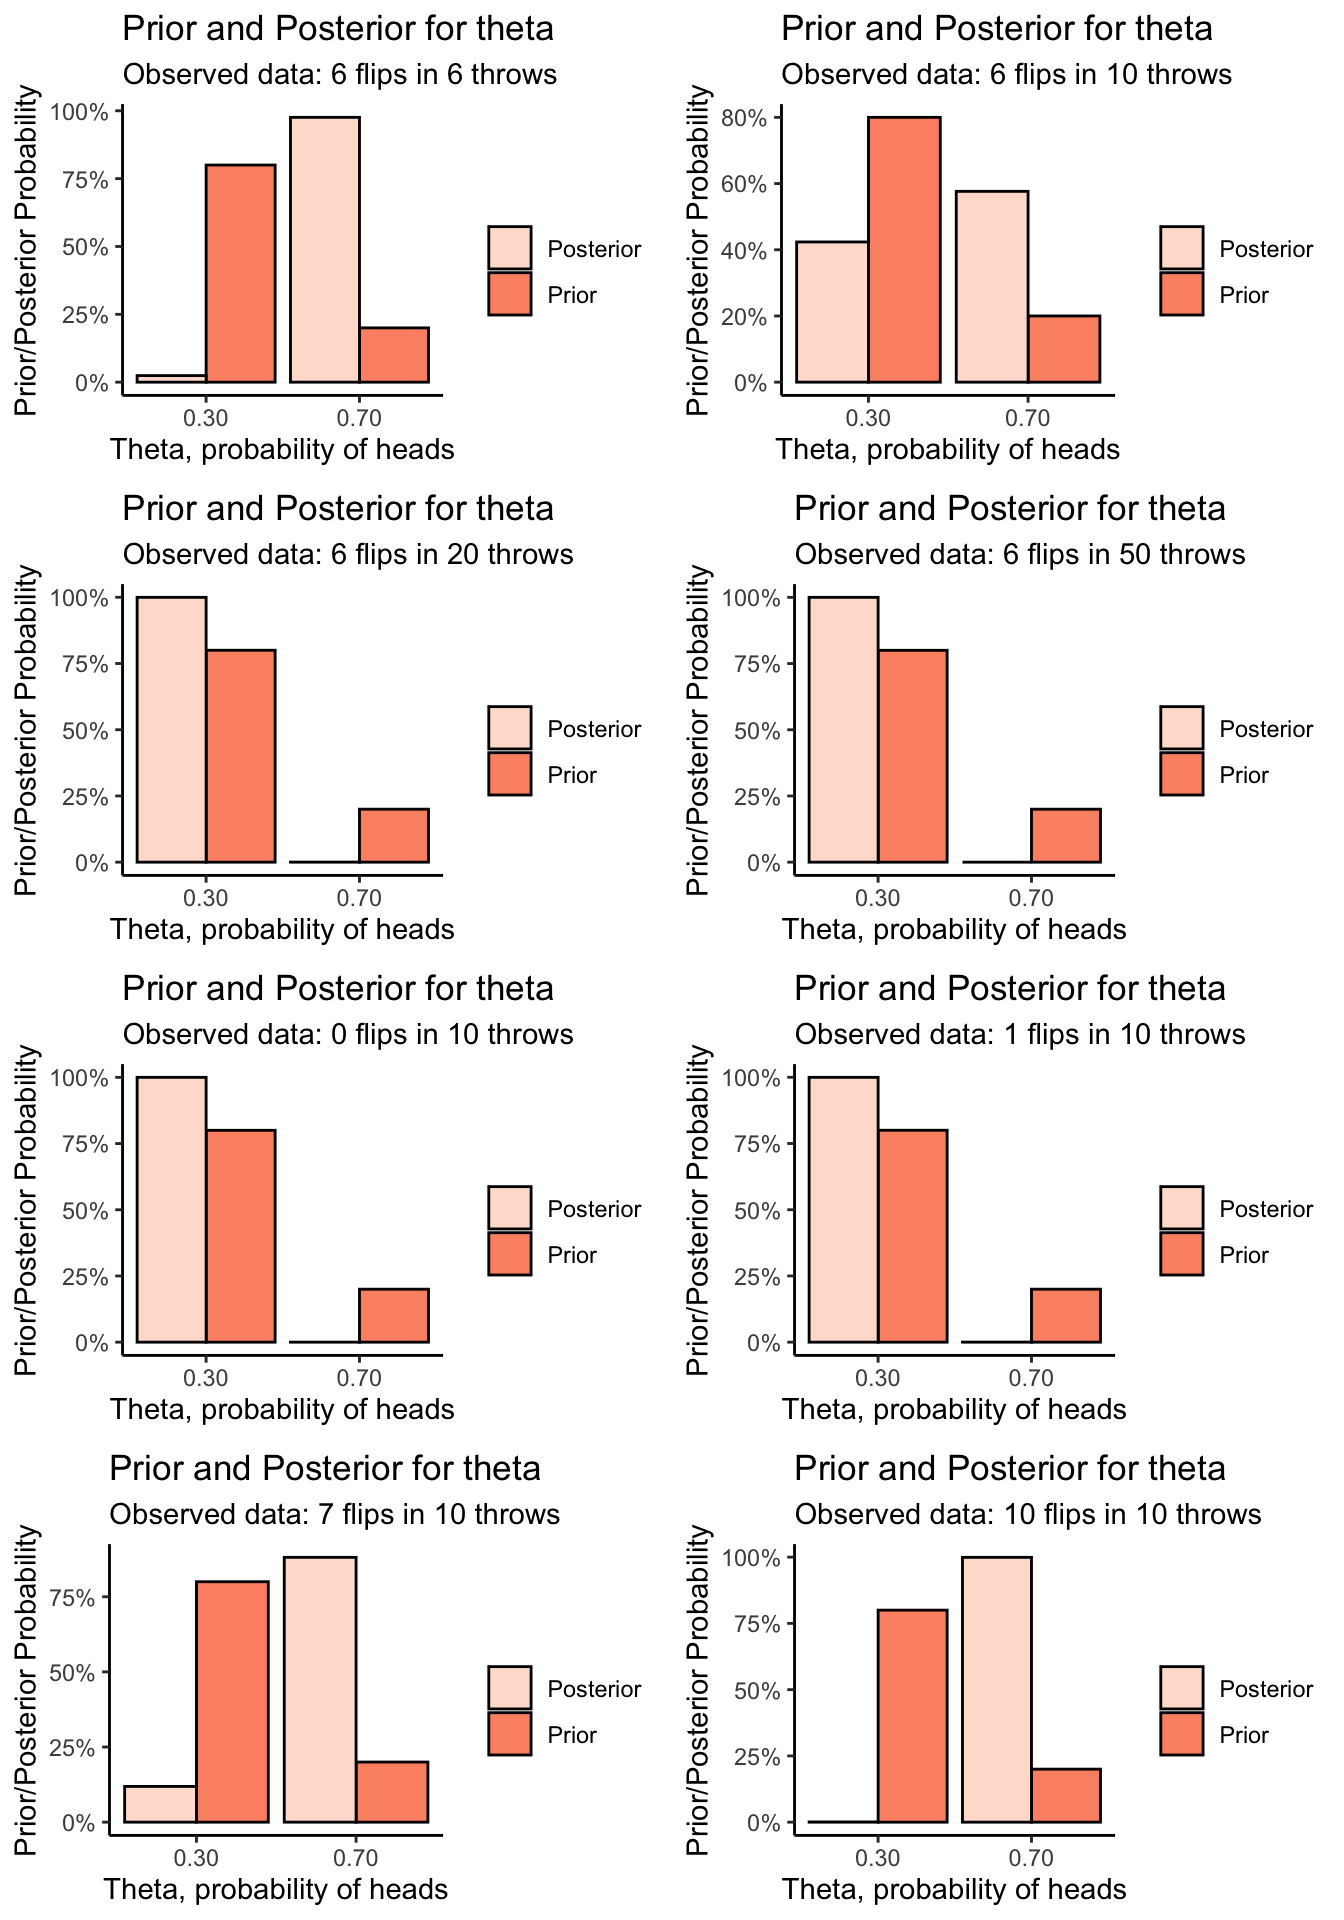 Prior and Posterior for theta
Observed data: 6 flips in 6 throws
Prior/Posterior Probability
100%
75%
50%
25%
0%
0.30 0.70
Theta, probability of heads
Posterior
Prior
Prior and Posterior for theta
Observed data: 6 flips in 10 throws
Prior/Posterior Probability
80%
60%
40%
20%
0%
0.30 0.70
Theta, probability of heads
Posterior
Prior
Prior and Posterior for theta
Observed data: 6 flips in 20 throws
Prior/Posterior Probability
100%
75%
50%
25%
0%
0.30 0.70
Theta, probability of heads
Posterior
Prior
Prior and Posterior for theta
Observed data: 6 flips in 50 throws
Prior/Posterior Probability
100%
75%
50%
25%
0%
0.30 0.70
Theta, probability of heads
Posterior
Prior
Prior and Posterior for theta
Observed data: 0 flips in 10 throws
Prior/Posterior Probability
100%
75%
50%
25%
0%
0.30 0.70
Theta, probability of heads
Posterior
Prior
Prior and Posterior for theta
Observed data: 1 flips in 10 throws
Prior/Posterior Probability
100%
75%
50%
25%
0%
0.30 0.70
Theta, probability of heads
Posterior
Prior
Prior and Posterior for theta
Observed data: 7 flips in 10 throws
Prior/Posterior Probability
75%
50%
25%
0%
0.30 0.70
Theta, probability of heads
Posterior
Prior
Prior and Posterior for theta
Observed data: 10 flips in 10 throws
Prior/Posterior Probability
100%
75%
50%
25%
0%
0.30 0.70
Theta, probability of heads
Posterior
Prior